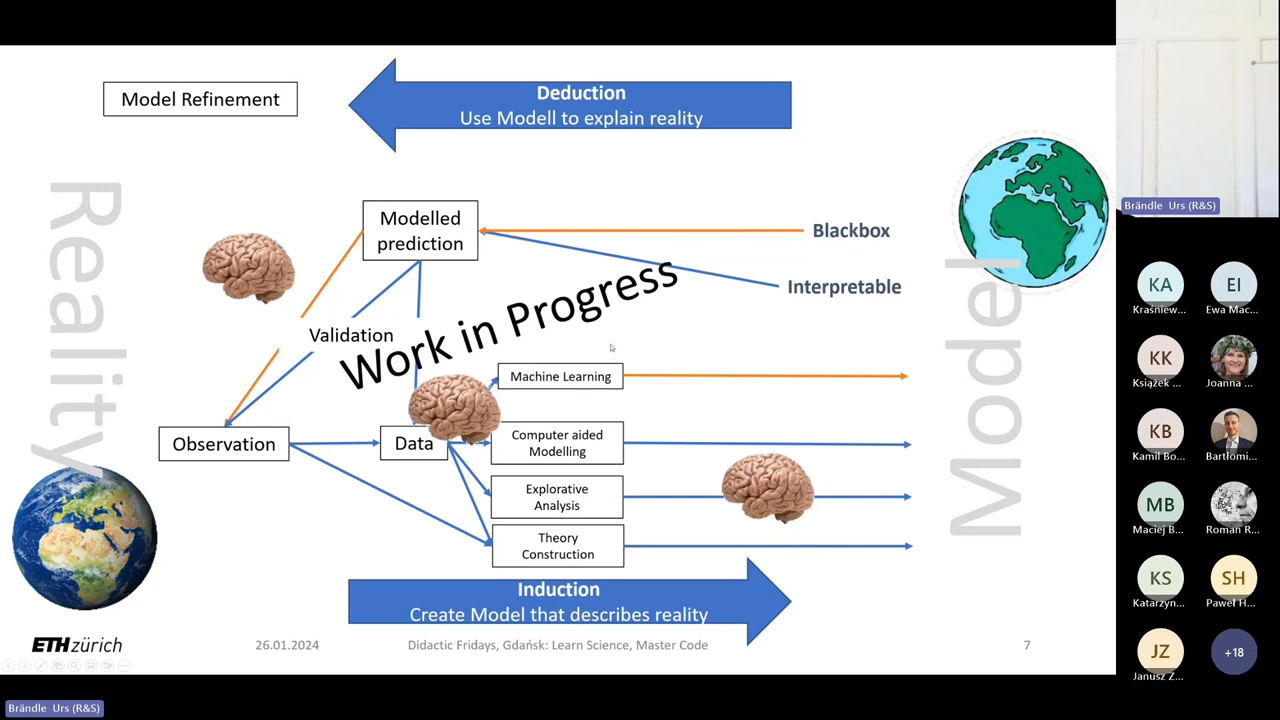 Model Refinement
Deduction
Use Modell to explain reality
Reality
Modelled
prediction
Blackbox
Interpretable
Validation
Work in Progress
Machine Learning
Observation
Data
Computer aided
Modelling
Explorative
Analysis
Theory
Construction
Model
Induction
Create Model that describes reality
ETH zürich
26.01.2024
Didactic Fridays, Gdańsk: Learn Science, Master Code
7
Brändle Urs (R&S)
KA
EI
Kraśniew...
Ewa Mac...
KK
Książek ...
Joanna ...
KB
Kamil Bo...
Bartłomi...
MB
Maciej B...
Roman R...
KS
SH
Katarzyn...
Paweł H...
JZ
+18
Janusz Z...
Brändle Urs (R&S)